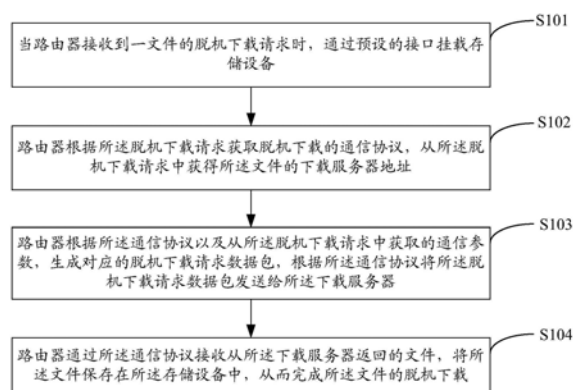 S101
当路由器接收到一文件的脱机下载请求时，通过预设的接口挂载存
储设备
S102
路由器根据所述脱机下载请求获取脱机下载的通信协议，从所述脱
机下载请求中获得所述文件的下载服务器地址
S103
路由器根据所述通信协议以及从所述脱机下载请求中获取的通信参
数，生成对应的脱机下载请求数据包，根据所述通信协议将所述脱
机下载请求数据包发送给所述下载服务器
S104
路由器通过所述通信协议接收从所述下载服务器返回的文件，将所
述文件保存在所述存储设备中，从而完成所述文件的脱机下载